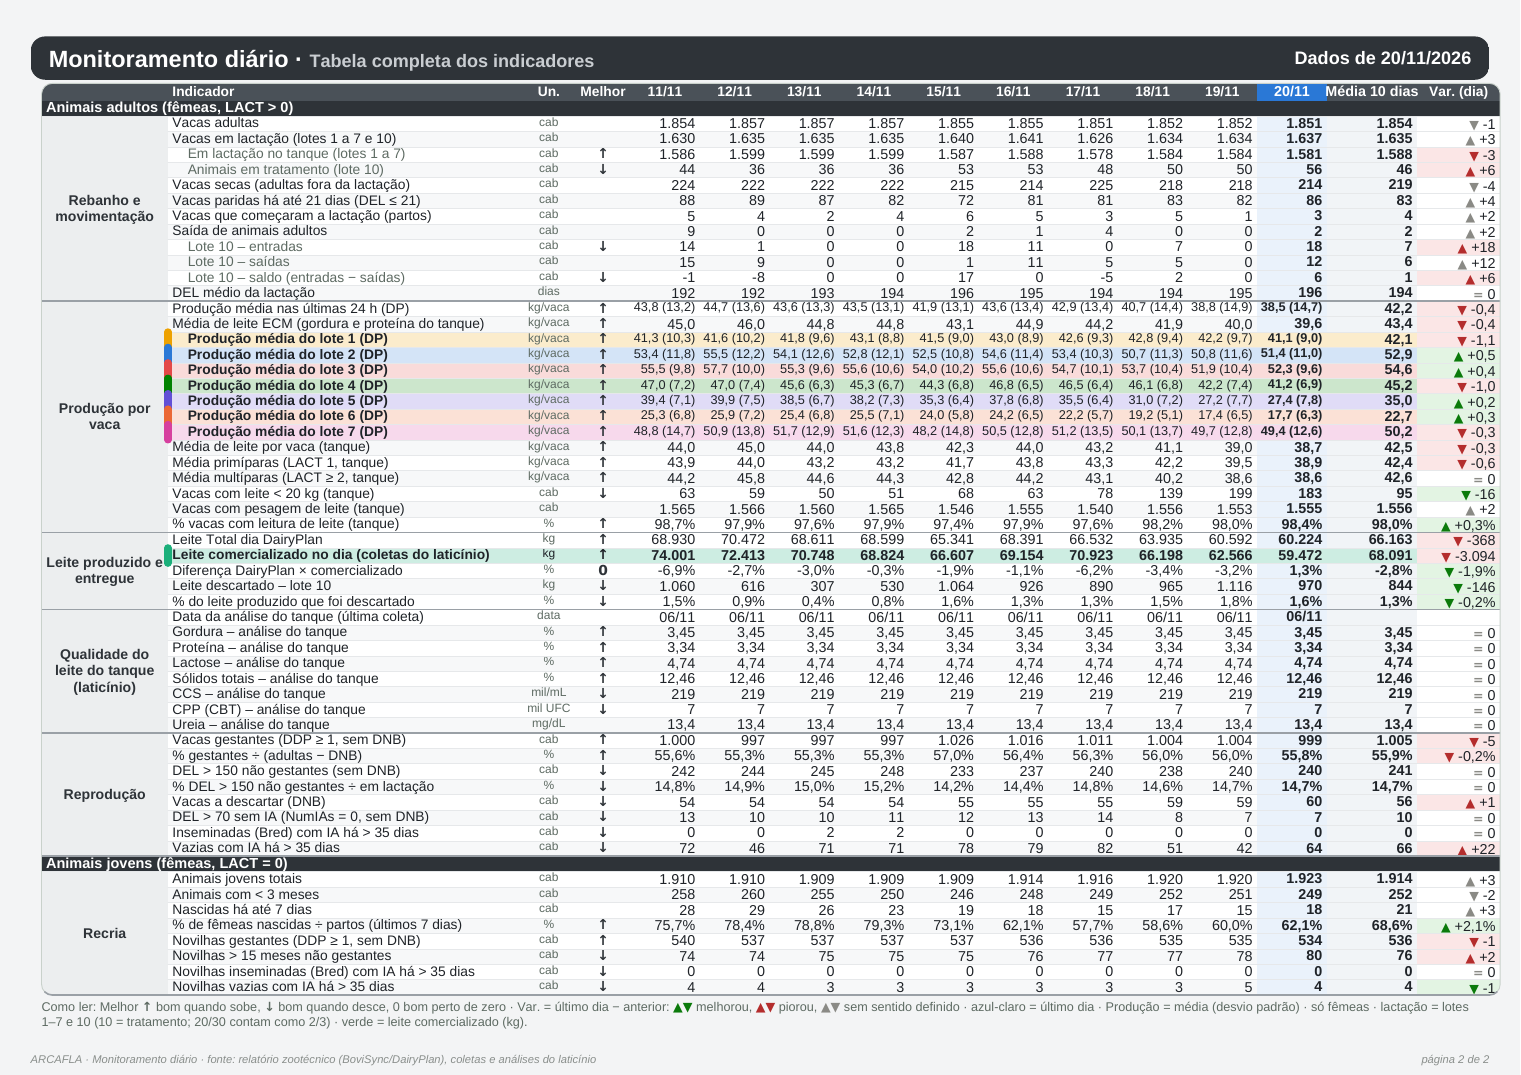 Monitoramento diário · Tabela completa dos indicadores Dados de 20/11/2026
Indicador Un. Melhor 11/11 12/11 13/11 14/11 15/11 16/11 17/11 18/11 19/11 20/11 Média 10 dias Var. (dia)
Animais adultos (fêmeas, LACT > 0)
Rebanho e movimentação
Vacas adultas cab 1.854 1.857 1.857 1.857 1.855 1.855 1.851 1.852 1.852 1.851 1.854 ▼ -1
Vacas em lactação (lotes 1 a 7 e 10) cab 1.630 1.635 1.635 1.635 1.640 1.641 1.626 1.634 1.634 1.637 1.635 ▲ +3
Em lactação no tanque (lotes 1 a 7) cab ↑ 1.586 1.599 1.599 1.599 1.587 1.588 1.578 1.584 1.584 1.581 1.588 ▼ -3
Animais em tratamento (lote 10) cab ↓ 44 36 36 36 53 53 48 50 50 56 46 ▲ +6
Vacas secas (adultas fora da lactação) cab 224 222 222 222 215 214 225 218 218 214 219 ▼ -4
Vacas paridas há até 21 dias (DEL ≤ 21) cab 88 89 87 82 72 81 81 83 82 86 83 ▲ +4
Vacas que começaram a lactação (partos) cab 5 4 2 4 6 5 3 5 1 3 4 ▲ +2
Saída de animais adultos cab 9 0 0 0 2 1 4 0 0 2 2 ▲ +2
Lote 10 – entradas cab ↓ 14 1 0 0 18 11 0 7 0 18 7 ▲ +18
Lote 10 – saídas cab 15 9 0 0 1 11 5 5 0 12 6 ▲ +12
Lote 10 – saldo (entradas − saídas) cab ↓ -1 -8 0 0 17 0 -5 2 0 6 1 ▲ +6
DEL médio da lactação dias 192 192 193 194 196 195 194 194 195 196 194 = 0
Produção por vaca
Produção média nas últimas 24 h (DP) kg/vaca ↑ 43,8 (13,2) 44,7 (13,6) 43,6 (13,3) 43,5 (13,1) 41,9 (13,1) 43,6 (13,4) 42,9 (13,4) 40,7 (14,4) 38,8 (14,9) 38,5 (14,7) 42,2 ▼ -0,4
Média de leite ECM (gordura e proteína do tanque) kg/vaca ↑ 45,0 46,0 44,8 44,8 43,1 44,9 44,2 41,9 40,0 39,6 43,4 ▼ -0,4
Produção média do lote 1 (DP) kg/vaca ↑ 41,3 (10,3) 41,6 (10,2) 41,8 (9,6) 43,1 (8,8) 41,5 (9,0) 43,0 (8,9) 42,6 (9,3) 42,8 (9,4) 42,2 (9,7) 41,1 (9,0) 42,1 ▼ -1,1
Produção média do lote 2 (DP) kg/vaca ↑ 53,4 (11,8) 55,5 (12,2) 54,1 (12,6) 52,8 (12,1) 52,5 (10,8) 54,6 (11,4) 53,4 (10,3) 50,7 (11,3) 50,8 (11,6) 51,4 (11,0) 52,9 ▲ +0,5
Produção média do lote 3 (DP) kg/vaca ↑ 55,5 (9,8) 57,7 (10,0) 55,3 (9,6) 55,6 (10,6) 54,0 (10,2) 55,6 (10,6) 54,7 (10,1) 53,7 (10,4) 51,9 (10,4) 52,3 (9,6) 54,6 ▲ +0,4
Produção média do lote 4 (DP) kg/vaca ↑ 47,0 (7,2) 47,0 (7,4) 45,6 (6,3) 45,3 (6,7) 44,3 (6,8) 46,8 (6,5) 46,5 (6,4) 46,1 (6,8) 42,2 (7,4) 41,2 (6,9) 45,2 ▼ -1,0
Produção média do lote 5 (DP) kg/vaca ↑ 39,4 (7,1) 39,9 (7,5) 38,5 (6,7) 38,2 (7,3) 35,3 (6,4) 37,8 (6,8) 35,5 (6,4) 31,0 (7,2) 27,2 (7,7) 27,4 (7,8) 35,0 ▲ +0,2
Produção média do lote 6 (DP) kg/vaca ↑ 25,3 (6,8) 25,9 (7,2) 25,4 (6,8) 25,5 (7,1) 24,0 (5,8) 24,2 (6,5) 22,2 (5,7) 19,2 (5,1) 17,4 (6,5) 17,7 (6,3) 22,7 ▲ +0,3
Produção média do lote 7 (DP) kg/vaca ↑ 48,8 (14,7) 50,9 (13,8) 51,7 (12,9) 51,6 (12,3) 48,2 (14,8) 50,5 (12,8) 51,2 (13,5) 50,1 (13,7) 49,7 (12,8) 49,4 (12,6) 50,2 ▼ -0,3
Média de leite por vaca (tanque) kg/vaca ↑ 44,0 45,0 44,0 43,8 42,3 44,0 43,2 41,1 39,0 38,7 42,5 ▼ -0,3
Média primíparas (LACT 1, tanque) kg/vaca ↑ 43,9 44,0 43,2 43,2 41,7 43,8 43,3 42,2 39,5 38,9 42,4 ▼ -0,6
Média multíparas (LACT ≥ 2, tanque) kg/vaca ↑ 44,2 45,8 44,6 44,3 42,8 44,2 43,1 40,2 38,6 38,6 42,6 = 0
Vacas com leite < 20 kg (tanque) cab ↓ 63 59 50 51 68 63 78 139 199 183 95 ▼ -16
Vacas com pesagem de leite (tanque) cab 1.565 1.566 1.560 1.565 1.546 1.555 1.540 1.556 1.553 1.555 1.556 ▲ +2
% vacas com leitura de leite (tanque) % ↑ 98,7% 97,9% 97,6% 97,9% 97,4% 97,9% 97,6% 98,2% 98,0% 98,4% 98,0% ▲ +0,3%
Leite produzido e entregue
Leite Total dia DairyPlan kg ↑ 68.930 70.472 68.611 68.599 65.341 68.391 66.532 63.935 60.592 60.224 66.163 ▼ -368
Leite comercializado no dia (coletas do laticínio) kg ↑ 74.001 72.413 70.748 68.824 66.607 69.154 70.923 66.198 62.566 59.472 68.091 ▼ -3.094
Diferença DairyPlan × comercializado % 0 -6,9% -2,7% -3,0% -0,3% -1,9% -1,1% -6,2% -3,4% -3,2% 1,3% -2,8% ▼ -1,9%
Leite descartado – lote 10 kg ↓ 1.060 616 307 530 1.064 926 890 965 1.116 970 844 ▼ -146
% do leite produzido que foi descartado % ↓ 1,5% 0,9% 0,4% 0,8% 1,6% 1,3% 1,3% 1,5% 1,8% 1,6% 1,3% ▼ -0,2%
Qualidade do leite do tanque (laticínio)
Data da análise do tanque (última coleta) data 06/11 06/11 06/11 06/11 06/11 06/11 06/11 06/11 06/11 06/11
Gordura – análise do tanque % ↑ 3,45 3,45 3,45 3,45 3,45 3,45 3,45 3,45 3,45 3,45 3,45 = 0
Proteína – análise do tanque % ↑ 3,34 3,34 3,34 3,34 3,34 3,34 3,34 3,34 3,34 3,34 3,34 = 0
Lactose – análise do tanque % ↑ 4,74 4,74 4,74 4,74 4,74 4,74 4,74 4,74 4,74 4,74 4,74 = 0
Sólidos totais – análise do tanque % ↑ 12,46 12,46 12,46 12,46 12,46 12,46 12,46 12,46 12,46 12,46 12,46 = 0
CCS – análise do tanque mil/mL ↓ 219 219 219 219 219 219 219 219 219 219 219 = 0
CPP (CBT) – análise do tanque mil UFC ↓ 7 7 7 7 7 7 7 7 7 7 7 = 0
Ureia – análise do tanque mg/dL 13,4 13,4 13,4 13,4 13,4 13,4 13,4 13,4 13,4 13,4 13,4 = 0
Reprodução
Vacas gestantes (DDP ≥ 1, sem DNB) cab ↑ 1.000 997 997 997 1.026 1.016 1.011 1.004 1.004 999 1.005 ▼ -5
% gestantes ÷ (adultas − DNB) % ↑ 55,6% 55,3% 55,3% 55,3% 57,0% 56,4% 56,3% 56,0% 56,0% 55,8% 55,9% ▼ -0,2%
DEL > 150 não gestantes (sem DNB) cab ↓ 242 244 245 248 233 237 240 238 240 240 241 = 0
% DEL > 150 não gestantes ÷ em lactação % ↓ 14,8% 14,9% 15,0% 15,2% 14,2% 14,4% 14,8% 14,6% 14,7% 14,7% 14,7% = 0
Vacas a descartar (DNB) cab ↓ 54 54 54 54 55 55 55 59 59 60 56 ▲ +1
DEL > 70 sem IA (NumIAs = 0, sem DNB) cab ↓ 13 10 10 11 12 13 14 8 7 7 10 = 0
Inseminadas (Bred) com IA há > 35 dias cab ↓ 0 0 2 2 0 0 0 0 0 0 0 = 0
Vazias com IA há > 35 dias cab ↓ 72 46 71 71 78 79 82 51 42 64 66 ▲ +22
Animais jovens (fêmeas, LACT = 0)
Recria
Animais jovens totais cab 1.910 1.910 1.909 1.909 1.909 1.914 1.916 1.920 1.920 1.923 1.914 ▲ +3
Animais com < 3 meses cab 258 260 255 250 246 248 249 252 251 249 252 ▼ -2
Nascidas há até 7 dias cab 28 29 26 23 19 18 15 17 15 18 21 ▲ +3
% de fêmeas nascidas ÷ partos (últimos 7 dias) % ↑ 75,7% 78,4% 78,8% 79,3% 73,1% 62,1% 57,7% 58,6% 60,0% 62,1% 68,6% ▲ +2,1%
Novilhas gestantes (DDP ≥ 1, sem DNB) cab ↑ 540 537 537 537 537 536 536 535 535 534 536 ▼ -1
Novilhas > 15 meses não gestantes cab ↓ 74 74 75 75 75 76 77 77 78 80 76 ▲ +2
Novilhas inseminadas (Bred) com IA há > 35 dias cab ↓ 0 0 0 0 0 0 0 0 0 0 0 = 0
Novilhas vazias com IA há > 35 dias cab ↓ 4 4 3 3 3 3 3 3 5 4 4 ▼ -1
Como ler: Melhor ↑ bom quando sobe, ↓ bom quando desce, 0 bom perto de zero · Var. = último dia − anterior: ▲▼ melhorou, ▲▼ piorou, ▲▼ sem sentido definido · azul-claro = último dia · Produção = média (desvio padrão) · só fêmeas · lactação = lotes
1–7 e 10 (10 = tratamento; 20/30 contam como 2/3) · verde = leite comercializado (kg).
ARCAFLA · Monitoramento diário · fonte: relatório zootécnico (BoviSync/DairyPlan), coletas e análises do laticínio página 2 de 2